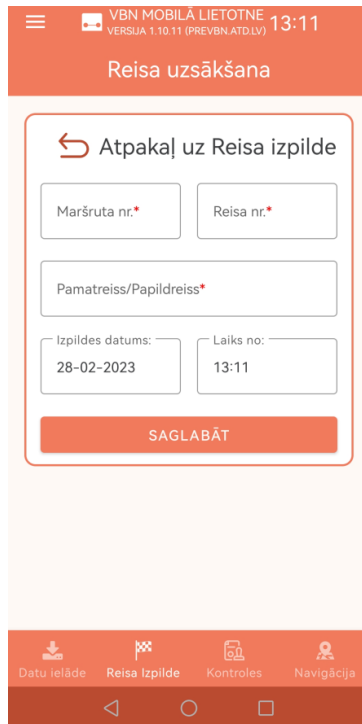 VBN MOBILĀ LIETOTNE 13:11
VERSIJA 1.10.11 (PREVBN.ATD.LV)
Reisa uzsākšana
Atpakaļ uz Reisa izpilde
Maršruta nr.* Reisa nr.*
Pamatreiss/Papildreiss*
Izpildes datums: Laiks no:
28-02-2023 13:11
SAGLABĀT
Datu ielāde Reisa Izpilde Kontroles Navigācija